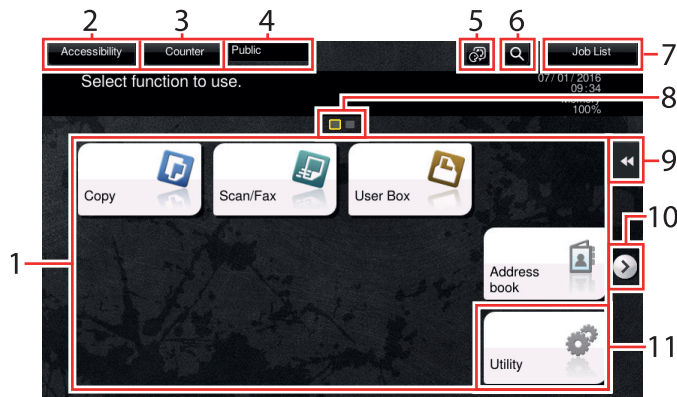 2 3 4 5 6
Accessibility Counter Public Job List
7
Select function to use.
07/01/2016
09:34
Memory
100%
8
Copy Scan/Fax User Box
9
10
1
Address
book
11
Utility